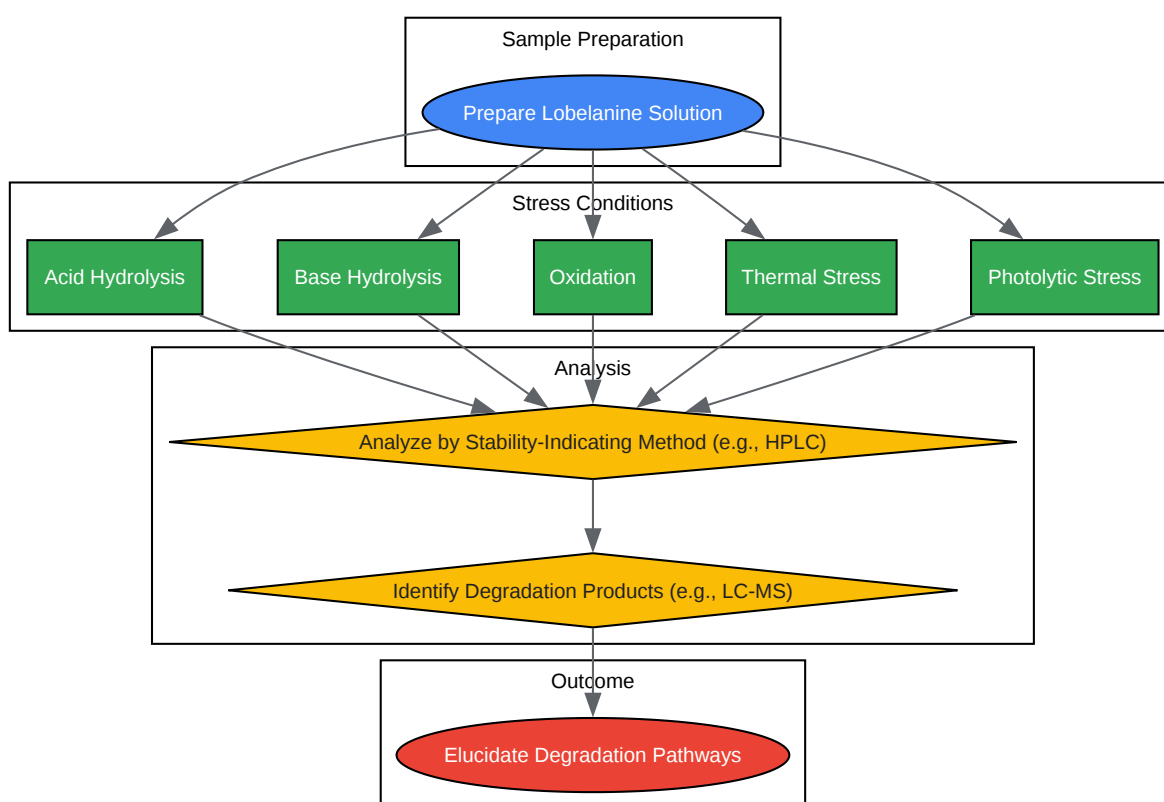 Sample Preparation
Prepare Lobelanine Solution
Stress Conditions
Acid Hydrolysis
Base Hydrolysis
Oxidation
Thermal Stress
Photolytic Stress
Analysis
Analyze by Stability-Indicating Method (e.g., HPLC)
Identify Degradation Products (e.g., LC-MS)
Outcome
Elucidate Degradation Pathways